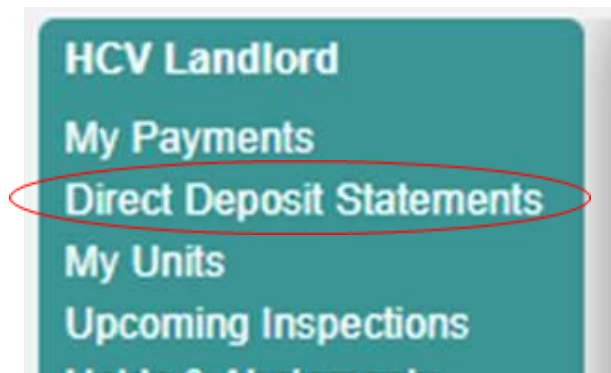 HCV Landlord
My Payments
Direct Deposit Statements
My Units
Upcoming Inspections